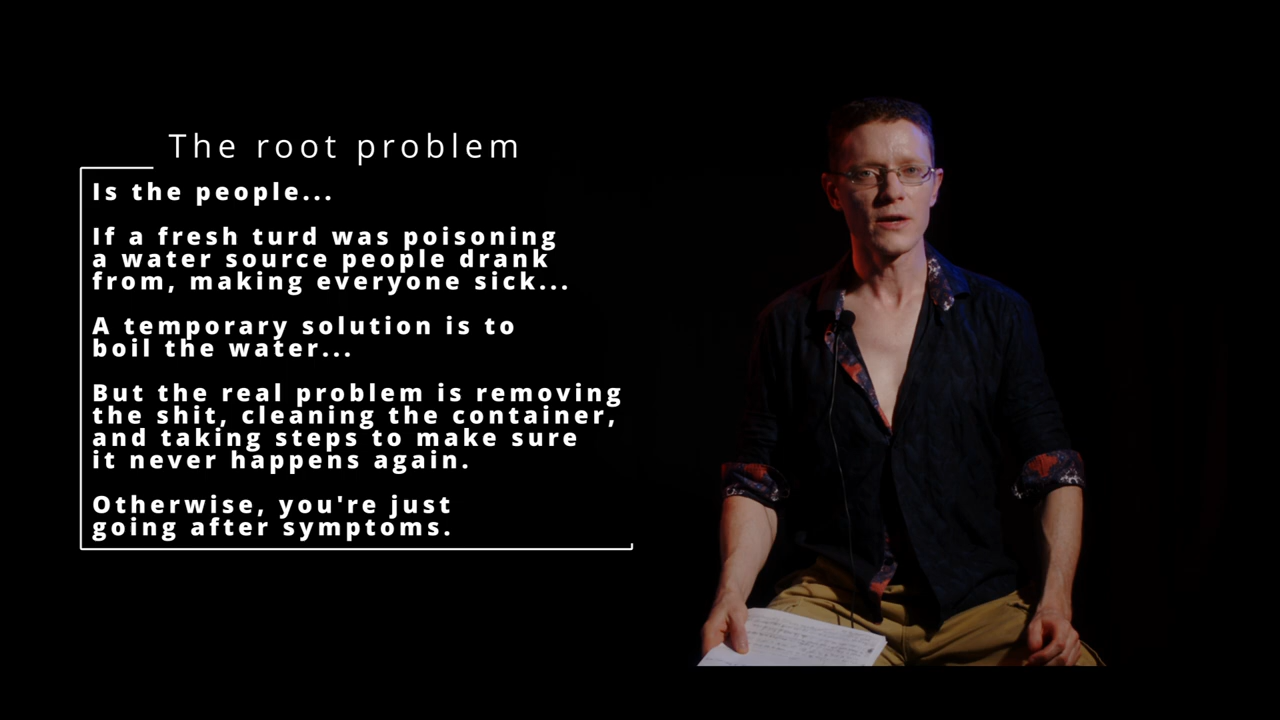 The root problem
Is the people...
If a fresh turd was poisoning
a water source people drank
from, making everyone sick...
A temporary solution is to
boil the water...
But the real problem is removing
the shit, cleaning the container,
and taking steps to make sure
it never happens again.
Otherwise, you're just
going after symptoms.